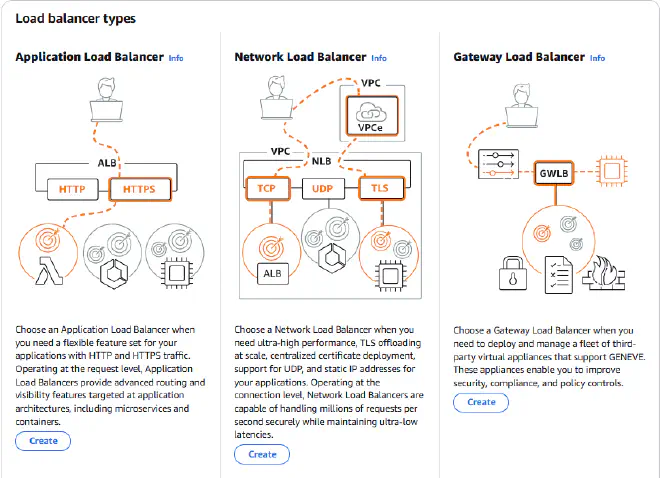 Load balancer types
Application Load Balancer Info
ALB
HTTP
HTTPS
Choose an Application Load Balancer when
you need a flexible feature set for your
applications with HTTP and HTTPS traffic.
Operating at the request level, Application
Load Balancers provide advanced routing and
visibility features targeted at application
architectures, including microservices and
containers.
Create
Network Load Balancer Info
VPC
VPCe
VPC
NLB
TCP
UDP
TLS
ALB
Choose a Network Load Balancer when you
need ultra-high performance, TLS offloading
at scale, centralized certificate deployment,
support for UDP, and static IP addresses for
your applications. Operating at the
connection level, Network Load Balancers are
capable of handling millions of requests per
second securely while maintaining ultra-low
latencies.
Create
Gateway Load Balancer Info
GWLB
Choose a Gateway Load Balancer when you
need to deploy and manage a fleet of third-
party virtual appliances that support GENEVE.
These appliances enable you to improve
security, compliance, and policy controls.
Create